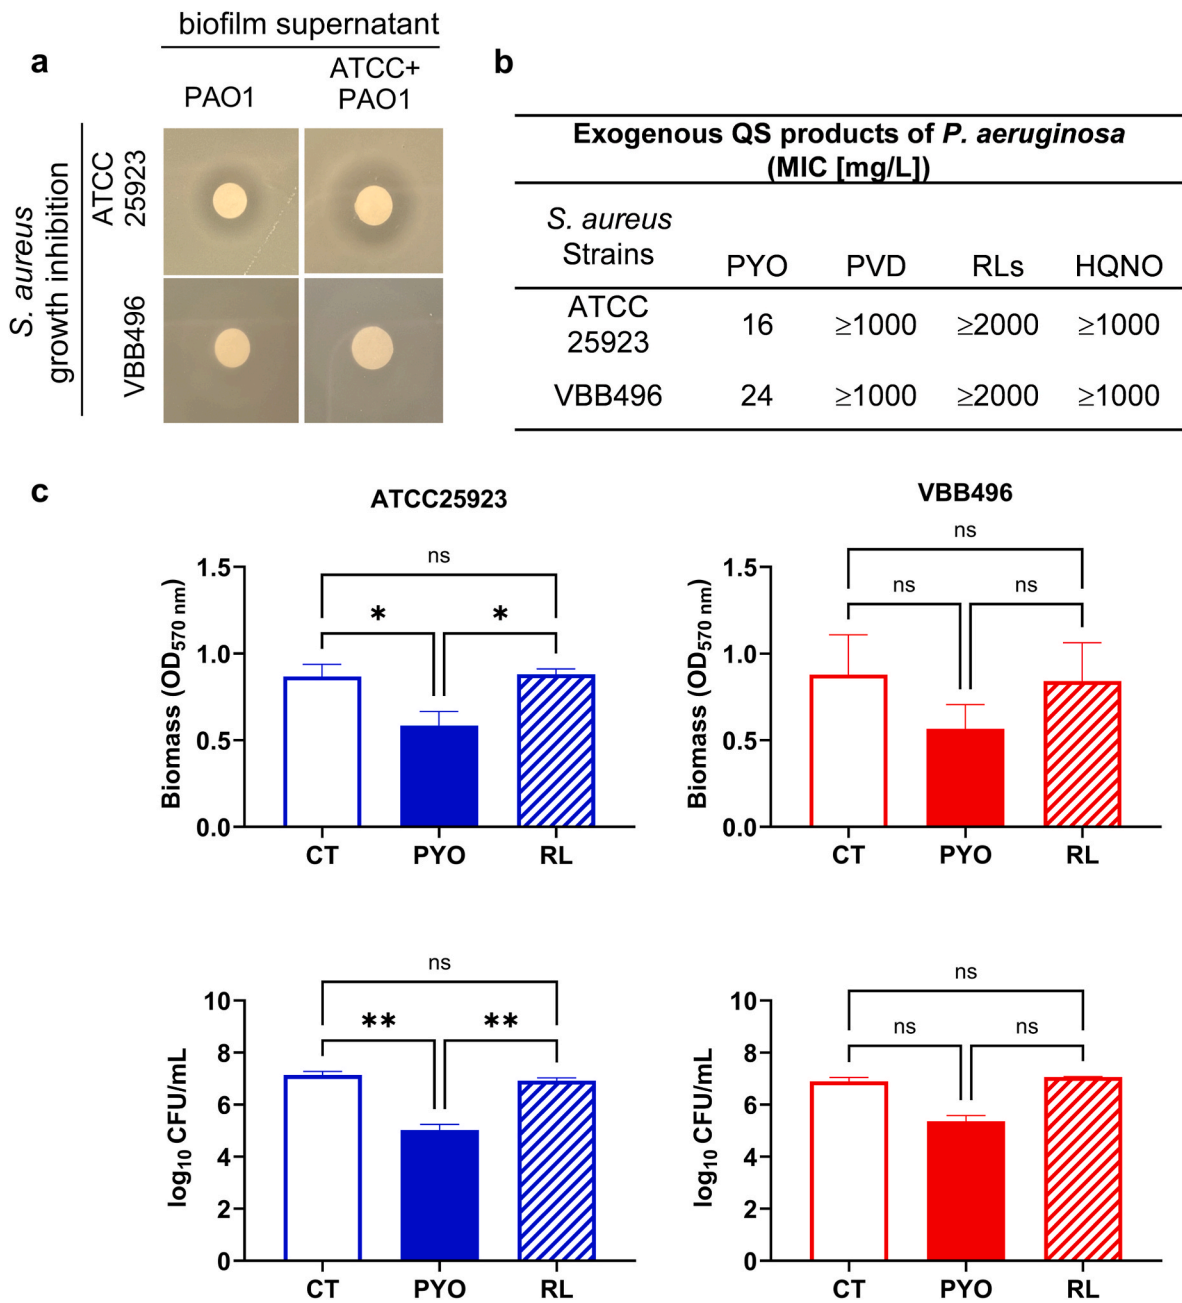 a
biofilm supernatant
PAO1
ATCC+
PAO1
S. aureus
growth inhibition
ATCC
25923
VBB496
b
Exogenous QS products of P. aeruginosa
(MIC [mg/L])
S. aureus
Strains
PYO PVD RLs HQNO
ATCC
25923
16 ≥1000 ≥2000 ≥1000
VBB496 24 ≥1000 ≥2000 ≥1000
c
ATCC25923
ns
* *
Biomass (OD570 nm)
1.5
1.0
0.5
0.0
CT PYO RL
VBB496
ns
ns ns
Biomass (OD570 nm)
1.5
1.0
0.5
0.0
CT PYO RL
ns
** **
log10 CFU/mL
10
8
6
4
2
0
CT PYO RL
ns
ns ns
log10 CFU/mL
10
8
6
4
2
0
CT PYO RL